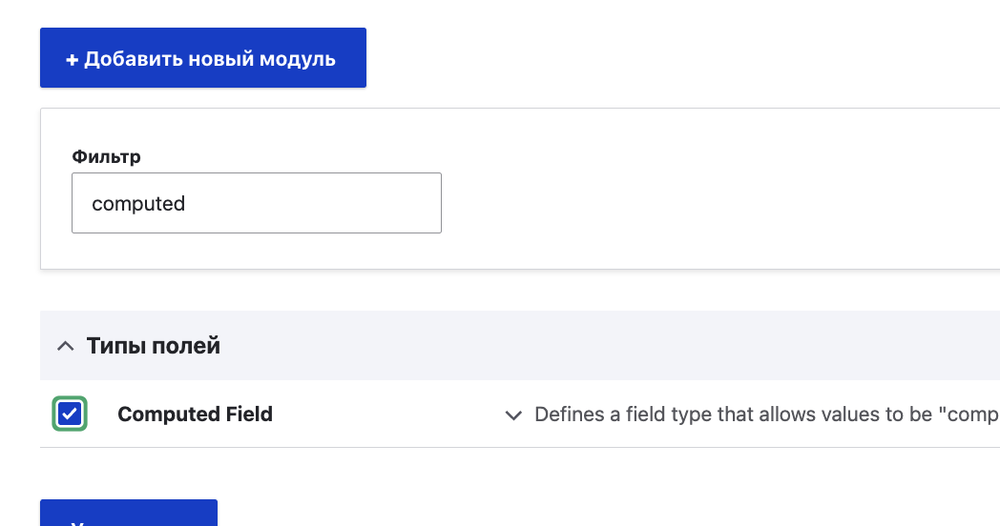 + Добавить новый модуль
Фильтр
computed
Типы полей
Computed Field
Defines a field type that allows values to be "comp